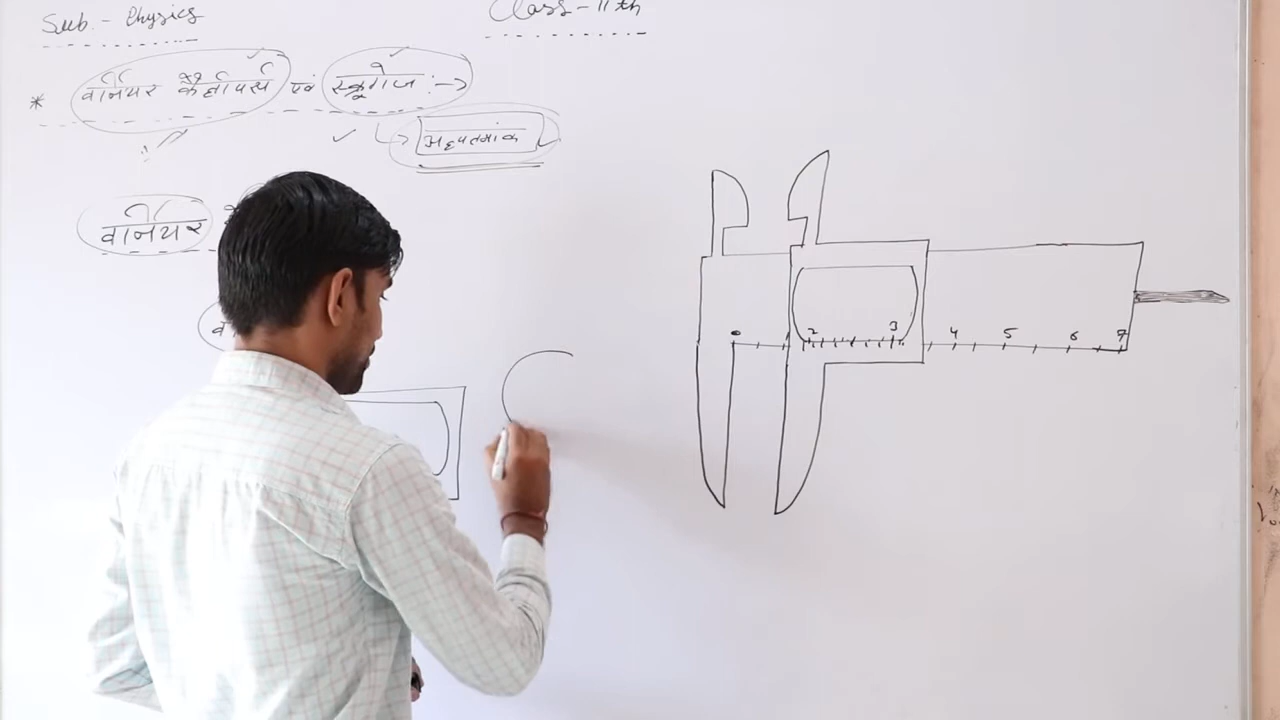 Sub. - Physics
Class - 11th
* वर्नियर कैलीपर्स एवं स्क्रूगेज :→
अल्पतमांक
वर्नियर
0 2 3 4 5 6 7